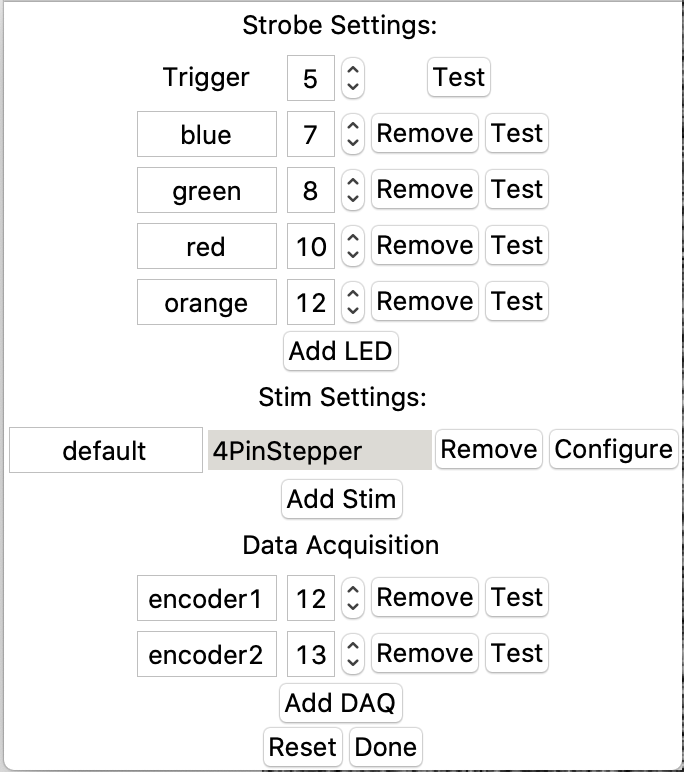 Strobe Settings:
Trigger 5 Test
blue 7 Remove Test
green 8 Remove Test
red 10 Remove Test
orange 12 Remove Test
Add LED
Stim Settings:
default 4PinStepper Remove Configure
Add Stim
Data Acquisition
encoder1 12 Remove Test
encoder2 13 Remove Test
Add DAQ
Reset Done